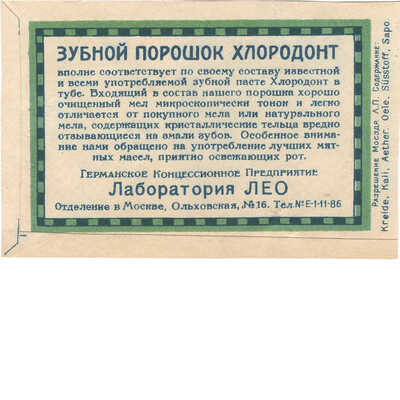 ЗУБНОЙ ПОРОШОК ХЛОРОДОНТ
вполне соответствует по своему составу известной
и всеми употребляемой зубной пасте Хлородонт в
тубе. Входящий в состав нашего порошка хорошо
очищенный мел микроскопически тонок и легко
отличается от покупного мела или натурального
мела, содержащих кристаллические тельца вредно
отзывающиеся на эмали зубов. Особенное внима-
ние нами обращено на употребление лучших мят-
ных масел, приятно освежающих рот.
Германское Концессионное Предприятие
Лаборатория ЛЕО
Отделение в Москве, Ольховская, №16. Тел. № Е-1-11-86
Разрешение Мосздр. Л.П. Содержание:
Kreide, Kali, Aether. Oele, Süsstoff, Sapo.